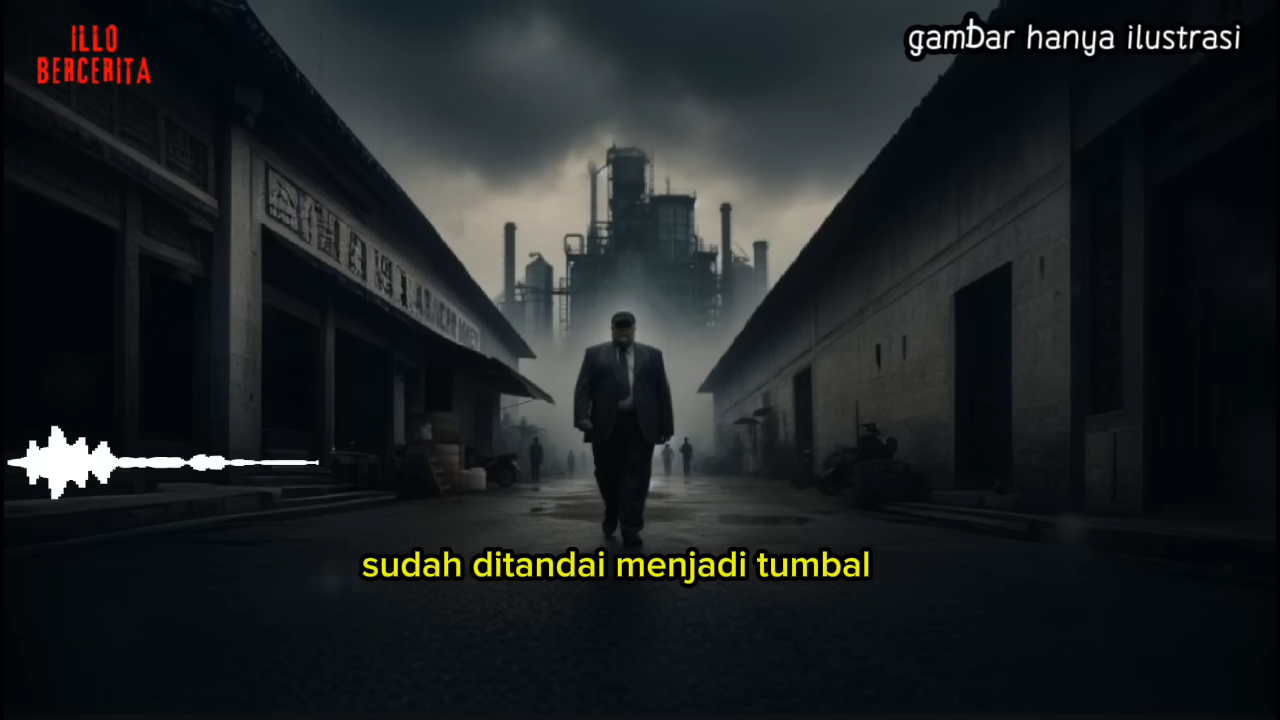 ILLO
BERCERITA
gambar hanya ilustrasi
sudah ditandai menjadi tumbal